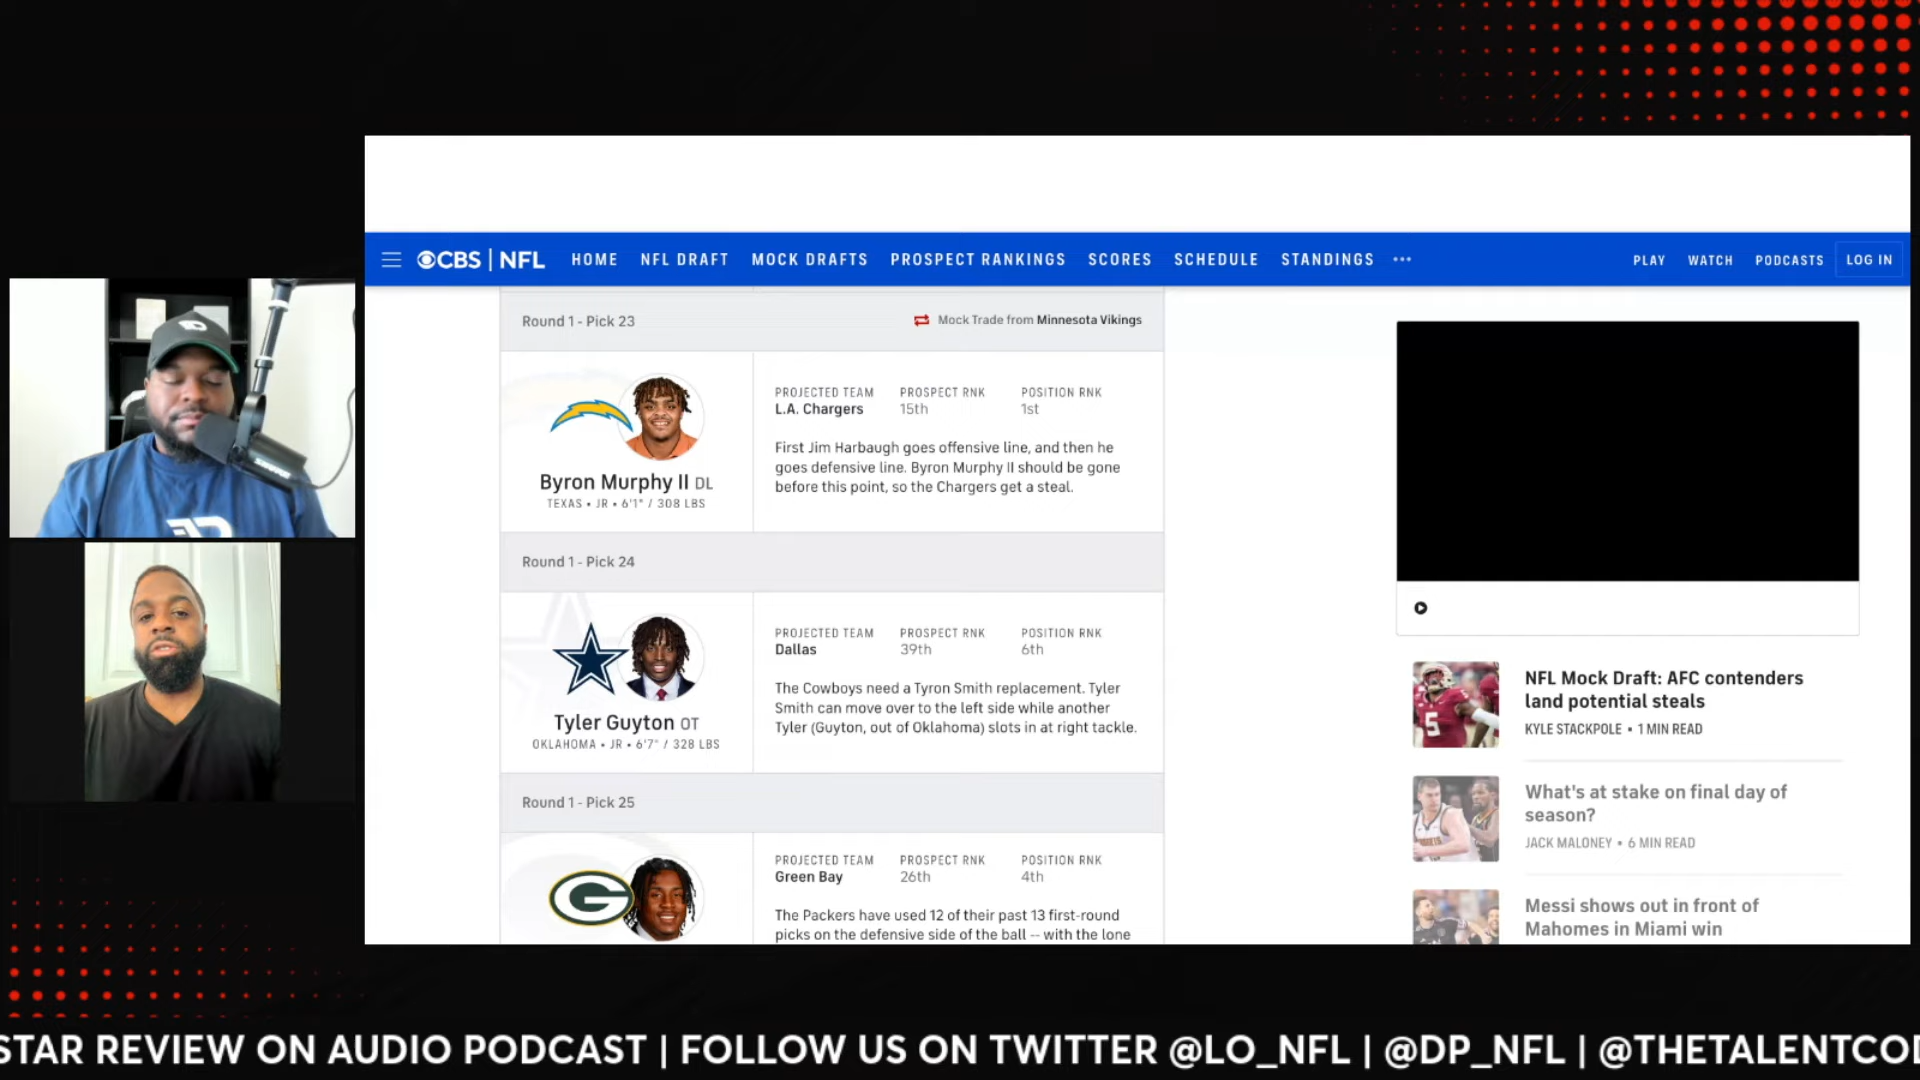 CBS | NFL
HOME
NFL DRAFT
MOCK DRAFTS
PROSPECT RANKINGS
SCORES
SCHEDULE
STANDINGS
•••
PLAY
WATCH
PODCASTS
LOG IN
Round 1 - Pick 23
Mock Trade from Minnesota Vikings
Byron Murphy II DL
TEXAS • JR • 6'1" / 308 LBS
PROJECTED TEAM
L.A. Chargers
PROSPECT RNK
15th
POSITION RNK
1st
First Jim Harbaugh goes offensive line, and then he
goes defensive line. Byron Murphy II should be gone
before this point, so the Chargers get a steal.
Round 1 - Pick 24
Tyler Guyton OT
OKLAHOMA • JR • 6'7" / 328 LBS
PROJECTED TEAM
Dallas
PROSPECT RNK
39th
POSITION RNK
6th
The Cowboys need a Tyron Smith replacement. Tyler
Smith can move over to the left side while another
Tyler (Guyton, out of Oklahoma) slots in at right tackle.
Round 1 - Pick 25
G
PROJECTED TEAM
Green Bay
PROSPECT RNK
26th
POSITION RNK
4th
The Packers have used 12 of their past 13 first-round
picks on the defensive side of the ball -- with the lone
5
NFL Mock Draft: AFC contenders
land potential steals
KYLE STACKPOLE • 1 MIN READ
What's at stake on final day of
season?
JACK MALONEY • 6 MIN READ
Messi shows out in front of
Mahomes in Miami win
STAR REVIEW ON AUDIO PODCAST | FOLLOW US ON TWITTER @LO_NFL | @DP_NFL | @THETALENTCO